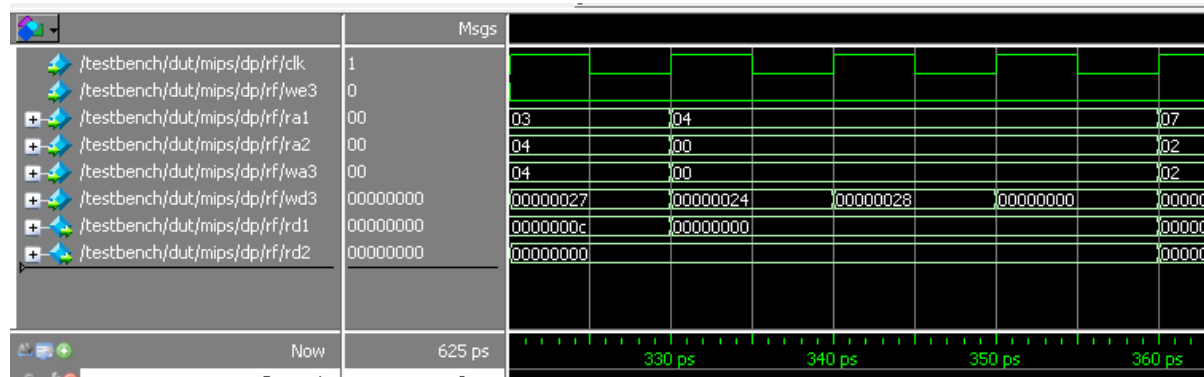 Msgs
/testbench/dut/mips/dp/rf/clk 1
/testbench/dut/mips/dp/rf/we3 0
/testbench/dut/mips/dp/rf/ra1 00 03 04 07
/testbench/dut/mips/dp/rf/ra2 00 04 00 02
/testbench/dut/mips/dp/rf/wa3 00 04 00 02
/testbench/dut/mips/dp/rf/wd3 00000000 00000027 00000024 00000028 00000000 0000
/testbench/dut/mips/dp/rf/rd1 00000000 0000000c 00000000 0000
/testbench/dut/mips/dp/rf/rd2 00000000 00000000 0000
Now 625 ps 330 ps 340 ps 350 ps 360 ps